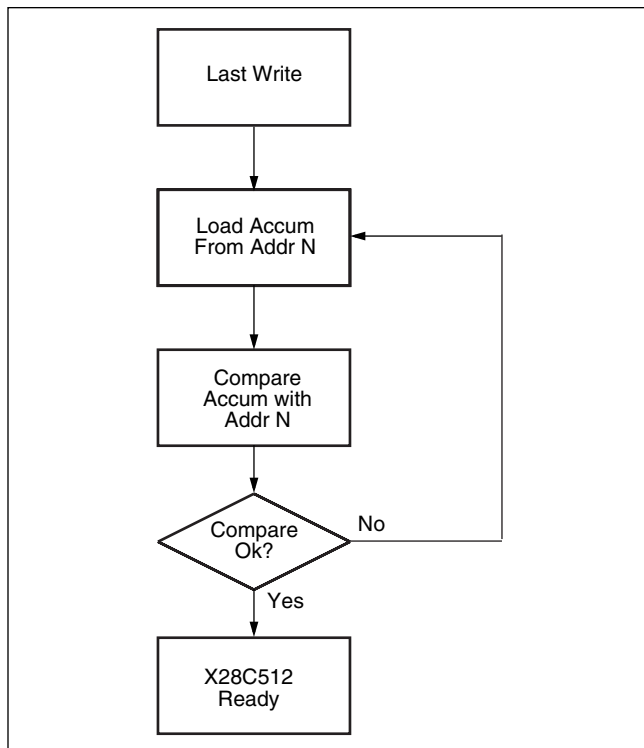 Last Write
Load Accum
From Addr N
Compare
Accum with
Addr N
Compare
Ok?
No
Yes
X28C512
Ready